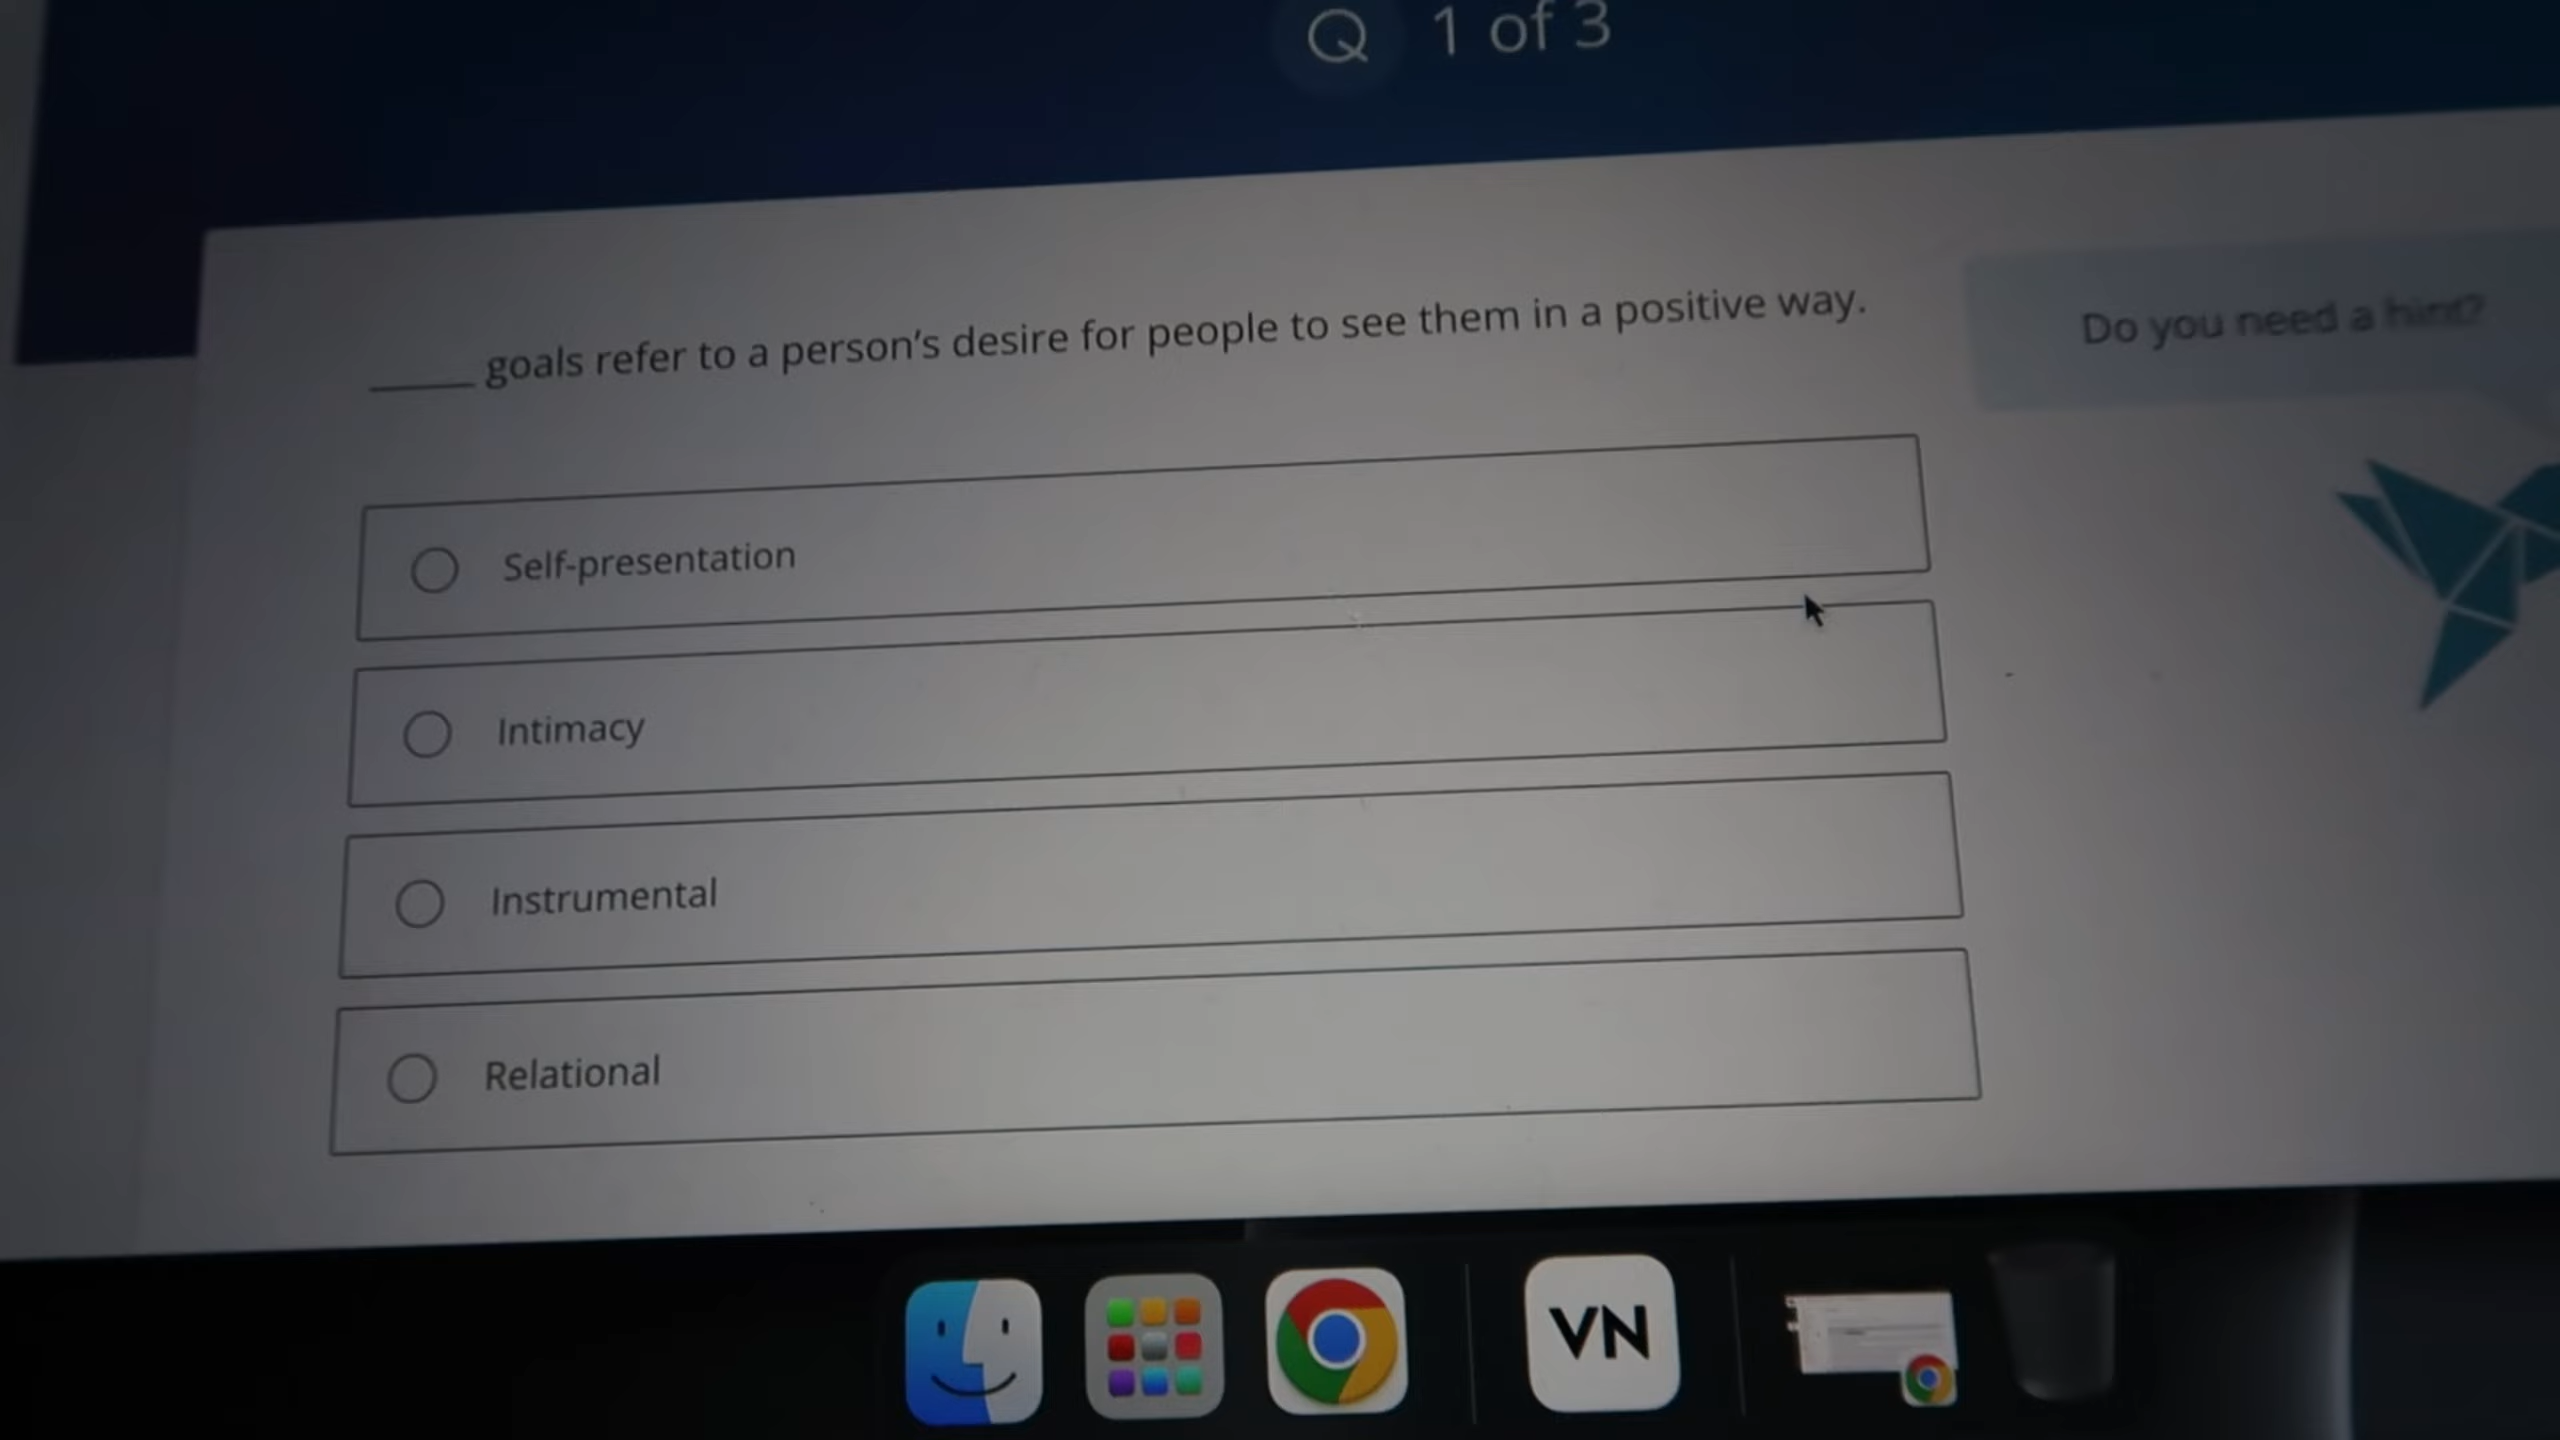 Q 1 of 3
_____ goals refer to a person's desire for people to see them in a positive way.
Do you need a hint?
Self-presentation
Intimacy
Instrumental
Relational
VN